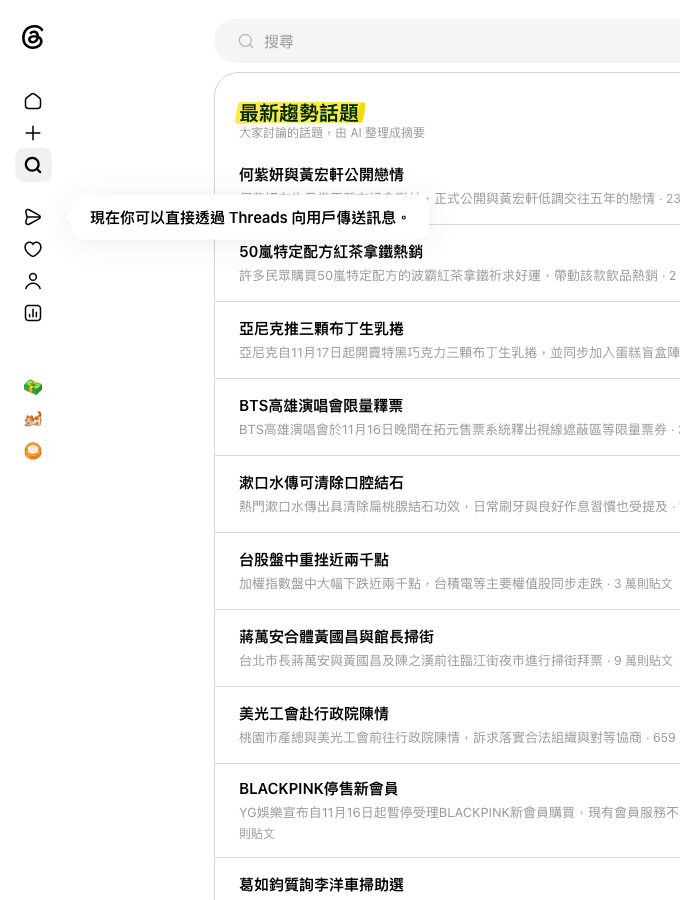 搜尋
最新趨勢話題
大家討論的話題，由 AI 整理成摘要
何紫妍與黃宏軒公開戀情
，正式公開與黃宏軒低調交往五年的戀情 · 23
現在你可以直接透過 Threads 向用戶傳送訊息。
50嵐特定配方紅茶拿鐵熱銷
許多民眾購買50嵐特定配方的波霸紅茶拿鐵祈求好運，帶動該款飲品熱銷 · 2
亞尼克推三顆布丁生乳捲
亞尼克自11月17日起開賣特黑巧克力三顆布丁生乳捲，並同步加入蛋糕盲盒陣
BTS高雄演唱會限量釋票
BTS高雄演唱會於11月16日晚間在拓元售票系統釋出視線遮蔽區等限量票券 ·
漱口水傳可清除口腔結石
熱門漱口水傳出具清除扁桃腺結石功效，日常刷牙與良好作息習慣也受提及 ·
台股盤中重挫近兩千點
加權指數盤中大幅下跌近兩千點，台積電等主要權值股同步走跌 · 3 萬則貼文
蔣萬安合體黃國昌與館長掃街
台北市長蔣萬安與黃國昌及陳之漢前往臨江街夜市進行掃街拜票 · 9 萬則貼文
美光工會赴行政院陳情
桃園市產總與美光工會前往行政院陳情，訴求落實合法組織與對等協商 · 659
BLACKPINK停售新會員
YG娛樂宣布自11月16日起暫停受理BLACKPINK新會員購買，現有會員服務不
則貼文
葛如鈞質詢李洋車掃助選